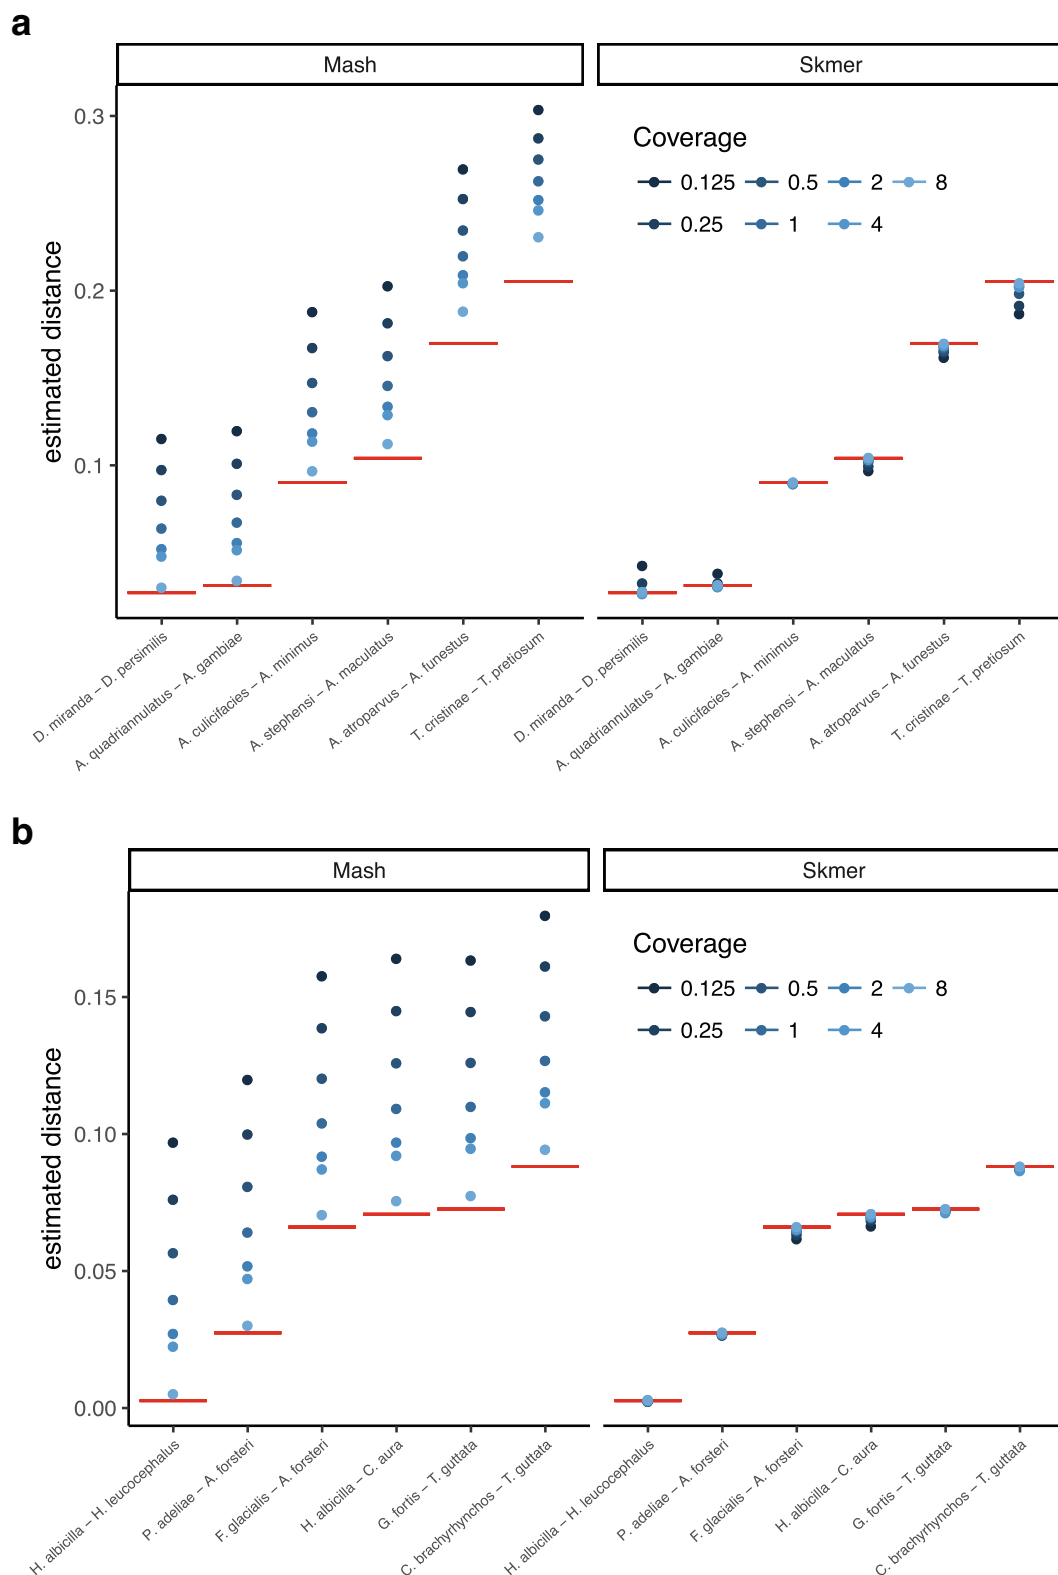 a
Mash
Skmer
Coverage
0.125
0.5
2
8
0.25
1
4
estimated distance
0.3
0.2
0.1
D. miranda – D. persimilis
A. quadriannulatus – A. gambiae
A. culicifacies – A. minimus
A. stephensi – A. maculatus
A. atroparvus – A. funestus
T. cristinae – T. pretiosum
D. miranda – D. persimilis
A. quadriannulatus – A. gambiae
A. culicifacies – A. minimus
A. stephensi – A. maculatus
A. atroparvus – A. funestus
T. cristinae – T. pretiosum
b
Mash
Skmer
Coverage
0.125
0.5
2
8
0.25
1
4
estimated distance
0.15
0.10
0.05
0.00
H. albicilla – H. leucocephalus
P. adeliae – A. forsteri
F. glacialis – A. forsteri
H. albicilla – C. aura
G. fortis – T. guttata
C. brachyrhynchos – T. guttata
H. albicilla – H. leucocephalus
P. adeliae – A. forsteri
F. glacialis – A. forsteri
H. albicilla – C. aura
G. fortis – T. guttata
C. brachyrhynchos – T. guttata